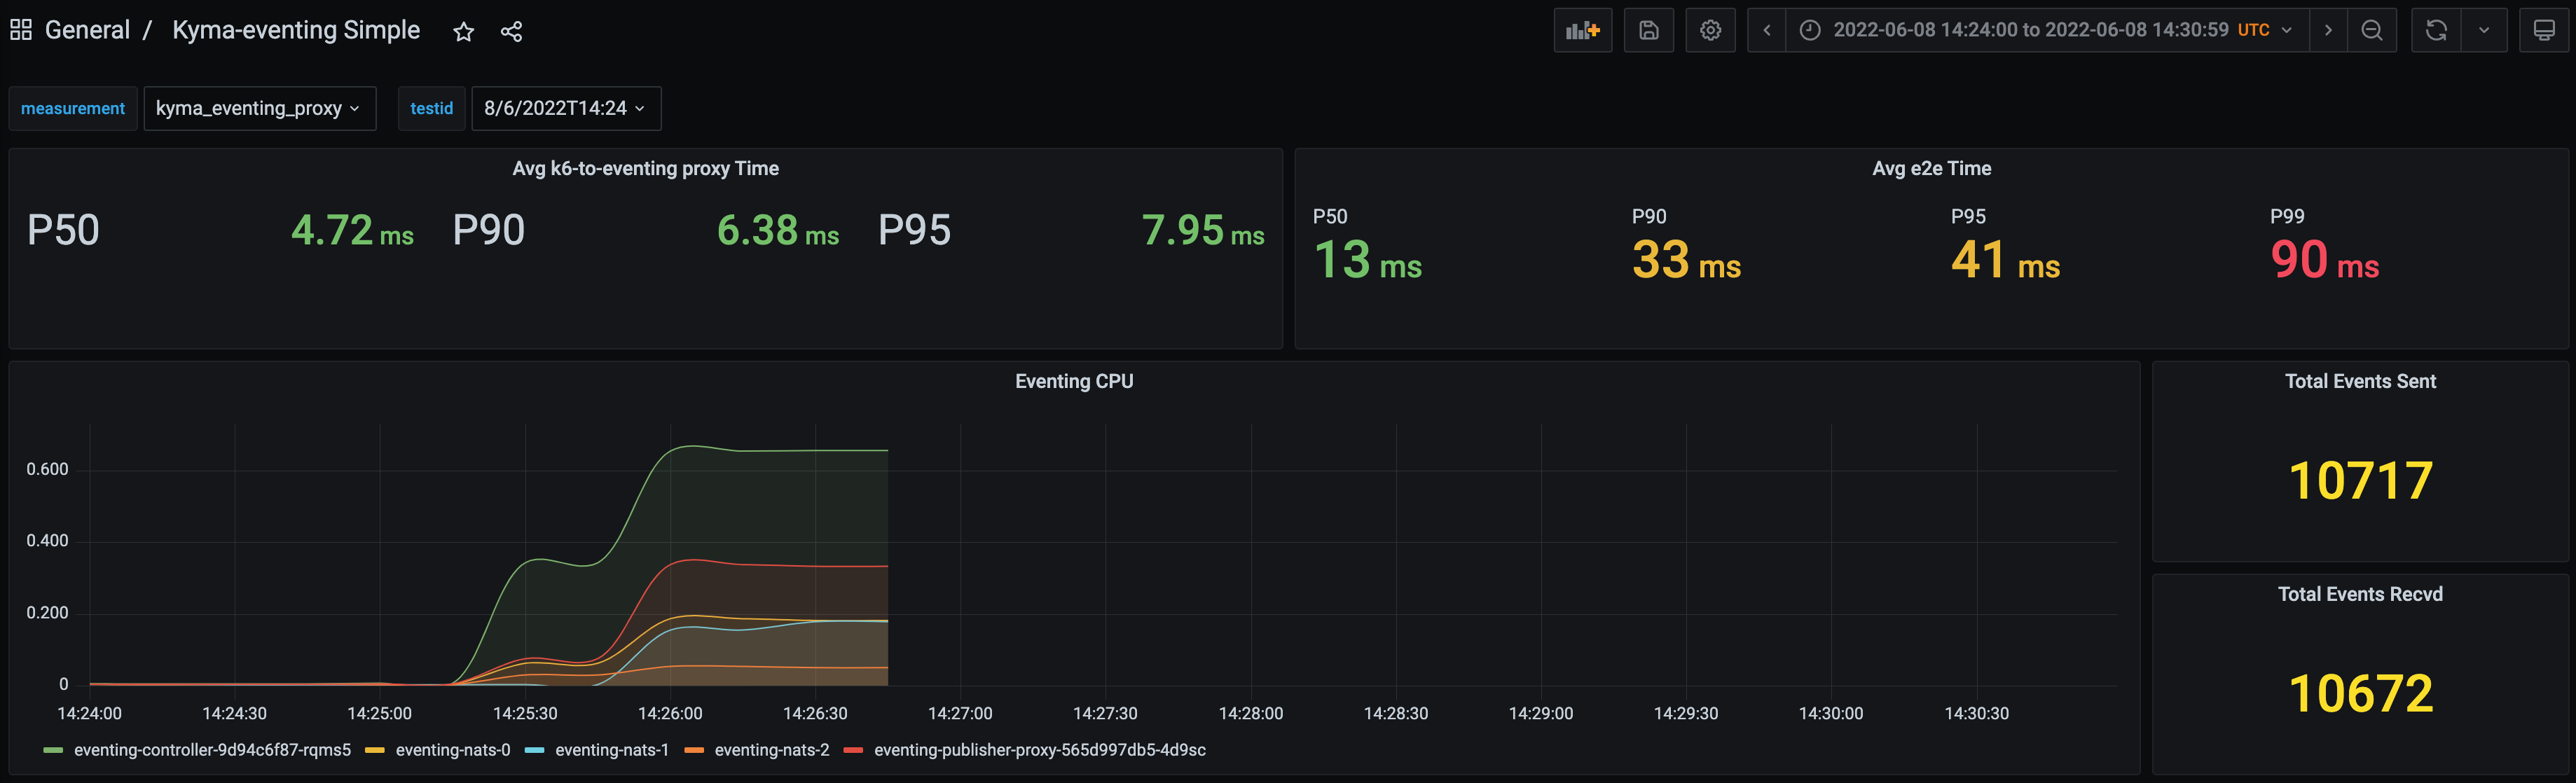 General / Kyma-eventing Simple
2022-06-08 14:24:00 to 2022-06-08 14:30:59 UTC
measurement kyma_eventing_proxy testid 8/6/2022T14:24
Avg k6-to-eventing proxy Time
P50 4.72 ms P90 6.38 ms P95 7.95 ms
Avg e2e Time
P50 P90 P95 P99
13 ms 33 ms 41 ms 90 ms
Eventing CPU
0.600
0.400
0.200
0
14:24:00 14:24:30 14:25:00 14:25:30 14:26:00 14:26:30 14:27:00 14:27:30 14:28:00 14:28:30 14:29:00 14:29:30 14:30:00 14:30:30
eventing-controller-9d94c6f87-rqms5 eventing-nats-0 eventing-nats-1 eventing-nats-2 eventing-publisher-proxy-565d997db5-4d9sc
Total Events Sent
10717
Total Events Recvd
10672